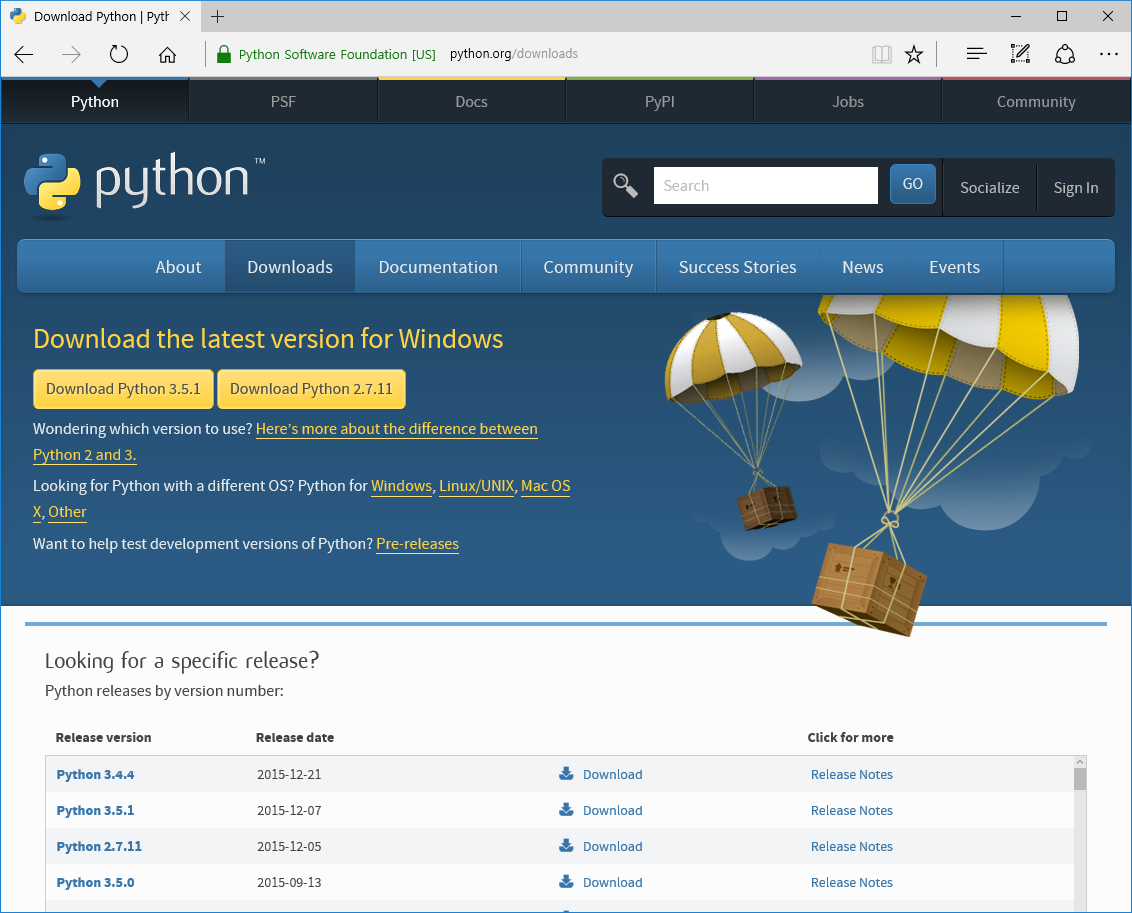 Download Python | Pyth
Python Software Foundation [US] python.org/downloads
Python PSF Docs PyPI Jobs Community
python™
Search GO Socialize Sign In
About Downloads Documentation Community Success Stories News Events
Download the latest version for Windows
Download Python 3.5.1 Download Python 2.7.11
Wondering which version to use? Here's more about the difference between
Python 2 and 3.
Looking for Python with a different OS? Python for Windows, Linux/UNIX, Mac OS
X, Other
Want to help test development versions of Python? Pre-releases
Looking for a specific release?
Python releases by version number:
Release version Release date Click for more
Python 3.4.4 2015-12-21 Download Release Notes
Python 3.5.1 2015-12-07 Download Release Notes
Python 2.7.11 2015-12-05 Download Release Notes
Python 3.5.0 2015-09-13 Download Release Notes